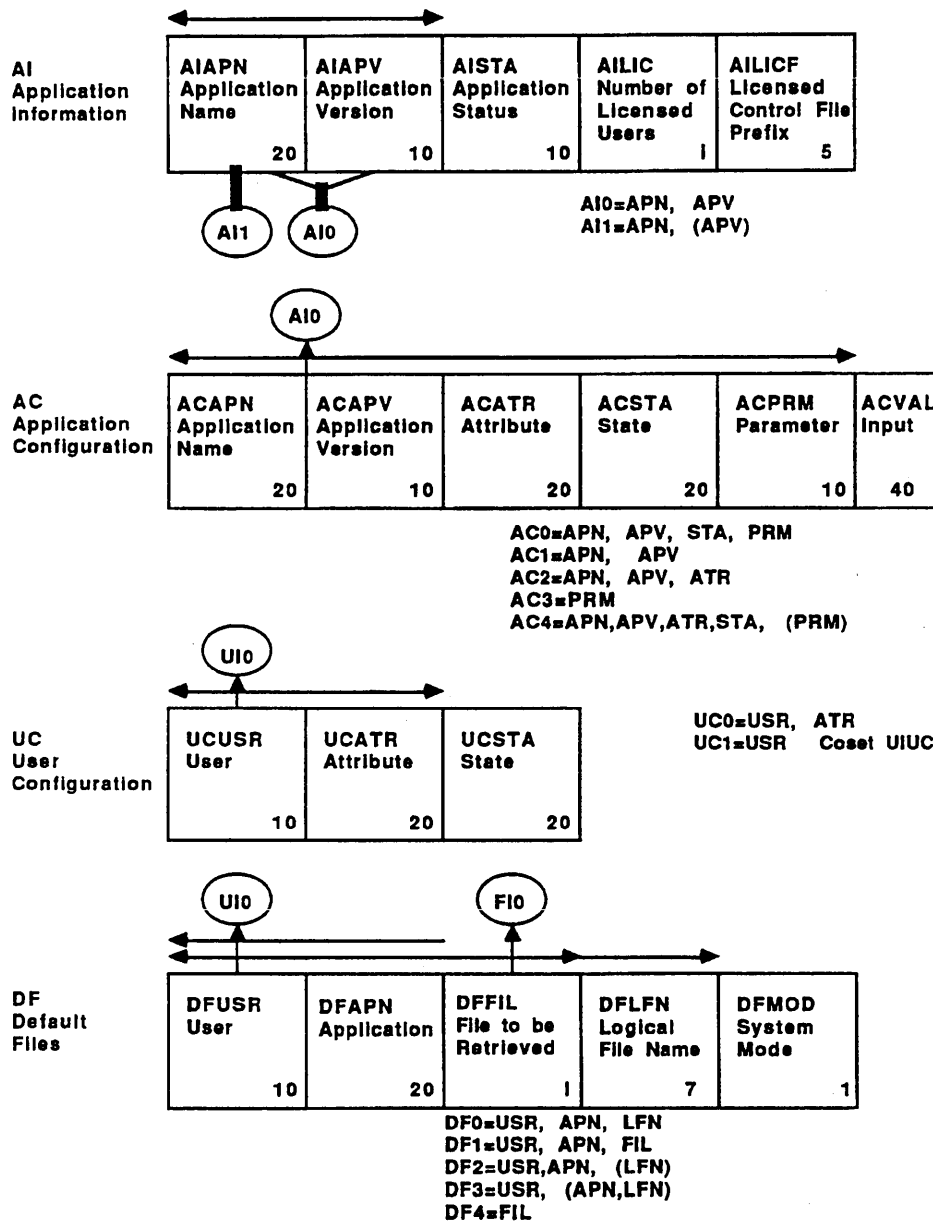 AI
Application
Information
AIAPN
Application
Name
20
AIAPV
Application
Version
10
AISTA
Application
Status
10
AILIC
Number of
Licensed
Users
I
AILICF
Licensed
Control File
Prefix
5
AI1
AI0
AI0=APN, APV
AI1=APN, (APV)
AI0
AC
Application
Configuration
ACAPN
Application
Name
20
ACAPV
Application
Version
10
ACATR
Attribute
20
ACSTA
State
20
ACPRM
Parameter
10
ACVAL
Input
40
AC0=APN, APV, STA, PRM
AC1=APN, APV
AC2=APN, APV, ATR
AC3=PRM
AC4=APN,APV,ATR,STA, (PRM)
UI0
UC
User
Configuration
UCUSR
User
10
UCATR
Attribute
20
UCSTA
State
20
UC0=USR, ATR
UC1=USR Coset UIUC
UI0
FI0
DF
Default
Files
DFUSR
User
10
DFAPN
Application
20
DFFIL
File to be
Retrieved
I
DFLFN
Logical
File Name
7
DFMOD
System
Mode
1
DF0=USR, APN, LFN
DF1=USR, APN, FIL
DF2=USR,APN, (LFN)
DF3=USR, (APN,LFN)
DF4=FIL